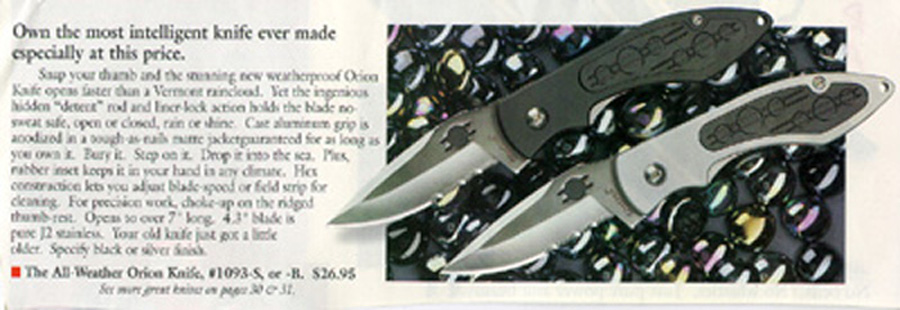 Own the most intelligent knife ever made
especially at this price.
Snap your thumb and the stunning new weatherproof Orion
Knife opens faster than a Vermont raincloud. Yet the ingenious
hidden "detent" rod and liner-lock action holds the blade no-
sweat safe, open or closed, rain or shine. Cast aluminum grip is
anodized in a tough-as-nails matte jacketguaranteed for as long as
you own it. Bury it. Step on it. Drop it into the sea. Plus,
rubber inset keeps it in your hand in any climate. Hex
construction lets you adjust blade-speed or field strip for
cleaning. For precision work, choke-up on the ridged
thumb-rest. Opens to over 7" long. 4.3" blade is
pure J2 stainless. Your old knife just got a little
older. Specify black or silver finish.
The All-Weather Orion Knife, #1093-S, or -B. $26.95
See more great knives on pages 30 & 31.